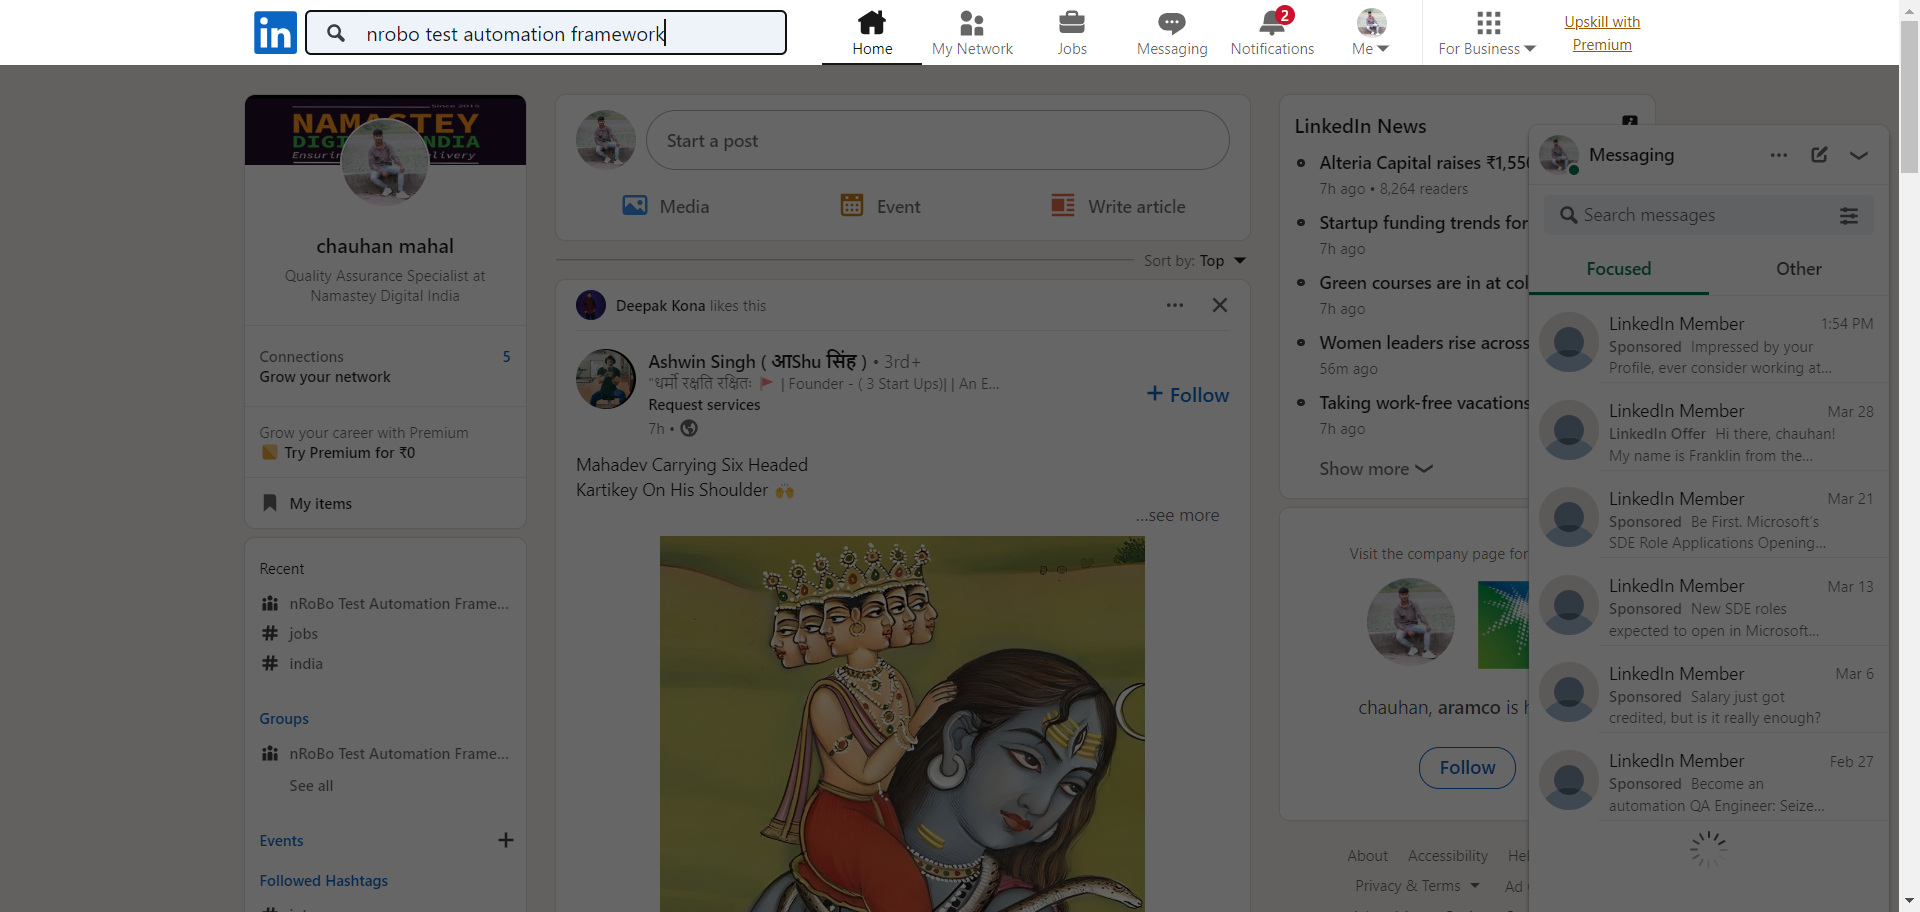 in
nrobo test automation framework
Home
My Network
Jobs
Messaging
2
Notifications
Me
For Business
Upskill with
Premium
Since 2015
NAMASTEY
chauhan mahal
Quality Assurance Specialist at
Namastey Digital India
Connections
5
Grow your network
Grow your career with Premium
Try Premium for ₹0
My items
Recent
nRoBo Test Automation Frame...
# jobs
# india
Groups
nRoBo Test Automation Frame...
See all
Events
+
Followed Hashtags
Start a post
Media
Event
Write article
Sort by: Top
Deepak Kona likes this
Ashwin Singh ( आShu सिंह ) • 3rd+
"धर्मो रक्षति रक्षितः 🚩 | Founder - ( 3 Start Ups)| | An E...
Request services
7h •
+ Follow
Mahadev Carrying Six Headed
Kartikey On His Shoulder 🙌
...see more
LinkedIn News
Alteria Capital raises ₹1,550
7h ago • 8,264 readers
Startup funding trends for
7h ago
Green courses are in at col
7h ago
Women leaders rise across
56m ago
Taking work-free vacations
7h ago
Show more
Visit the company page for
chauhan, aramco is h
Follow
About
Accessibility
Hel
Privacy & Terms
Ad
Messaging
Search messages
Focused
Other
LinkedIn Member
1:54 PM
Sponsored Impressed by your
Profile, ever consider working at...
LinkedIn Member
Mar 28
LinkedIn Offer Hi there, chauhan!
My name is Franklin from the...
LinkedIn Member
Mar 21
Sponsored Be First. Microsoft's
SDE Role Applications Opening...
LinkedIn Member
Mar 13
Sponsored New SDE roles
expected to open in Microsoft...
LinkedIn Member
Mar 6
Sponsored Salary just got
credited, but is it really enough?
LinkedIn Member
Feb 27
Sponsored Become an
automation QA Engineer: Seize...